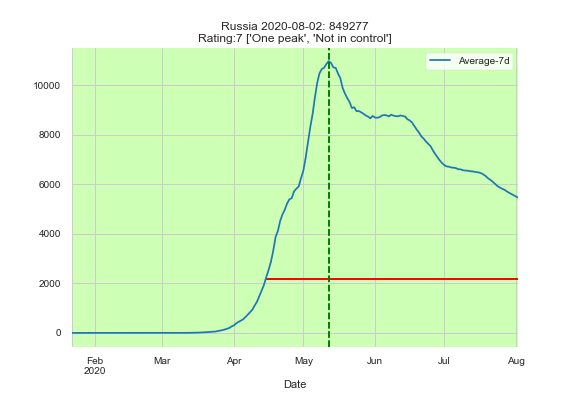 Russia 2020-08-02: 849277
Rating:7 ['One peak', 'Not in control']
Average-7d
10000
8000
6000
4000
2000
0
Feb Mar Apr May Jun Jul Aug
2020
Date